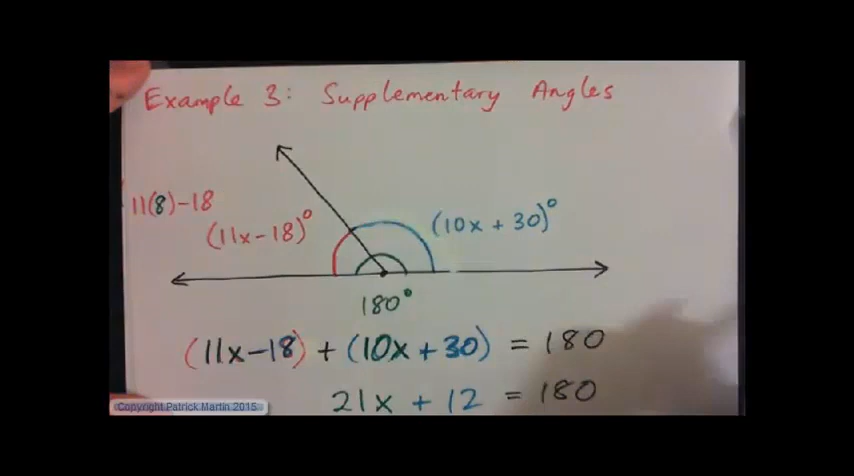 Example 3: Supplementary Angles
11(8)-18
(11x-18)°
(10x + 30)°
180°
(11x-18) + (10x + 30) = 180
21x + 12 = 180
Copyright Patrick Martin 2015